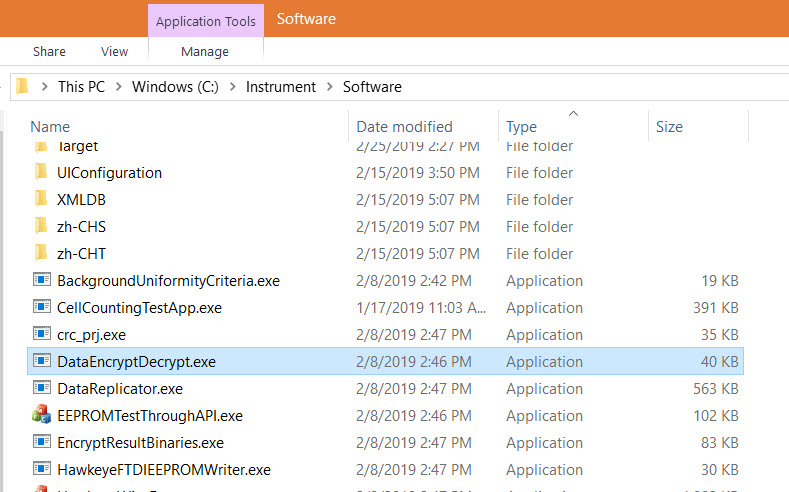 Application Tools Software
Share View Manage
This PC Windows (C:) Instrument Software
Name Date modified Type Size
Target 2/25/2019 2:27 PM File folder
UIConfiguration 2/15/2019 3:50 PM File folder
XMLDB 2/15/2019 5:07 PM File folder
zh-CHS 2/15/2019 5:07 PM File folder
zh-CHT 2/15/2019 5:07 PM File folder
BackgroundUniformityCriteria.exe 2/8/2019 2:42 PM Application 19 KB
CellCountingTestApp.exe 1/17/2019 11:03 A... Application 391 KB
crc_prj.exe 2/8/2019 2:47 PM Application 35 KB
DataEncryptDecrypt.exe 2/8/2019 2:46 PM Application 40 KB
DataReplicator.exe 2/8/2019 2:47 PM Application 563 KB
EEPROMTestThroughAPI.exe 2/8/2019 2:46 PM Application 102 KB
EncryptResultBinaries.exe 2/8/2019 2:47 PM Application 83 KB
HawkeyeFTDIEEPROMWriter.exe 2/8/2019 2:47 PM Application 30 KB